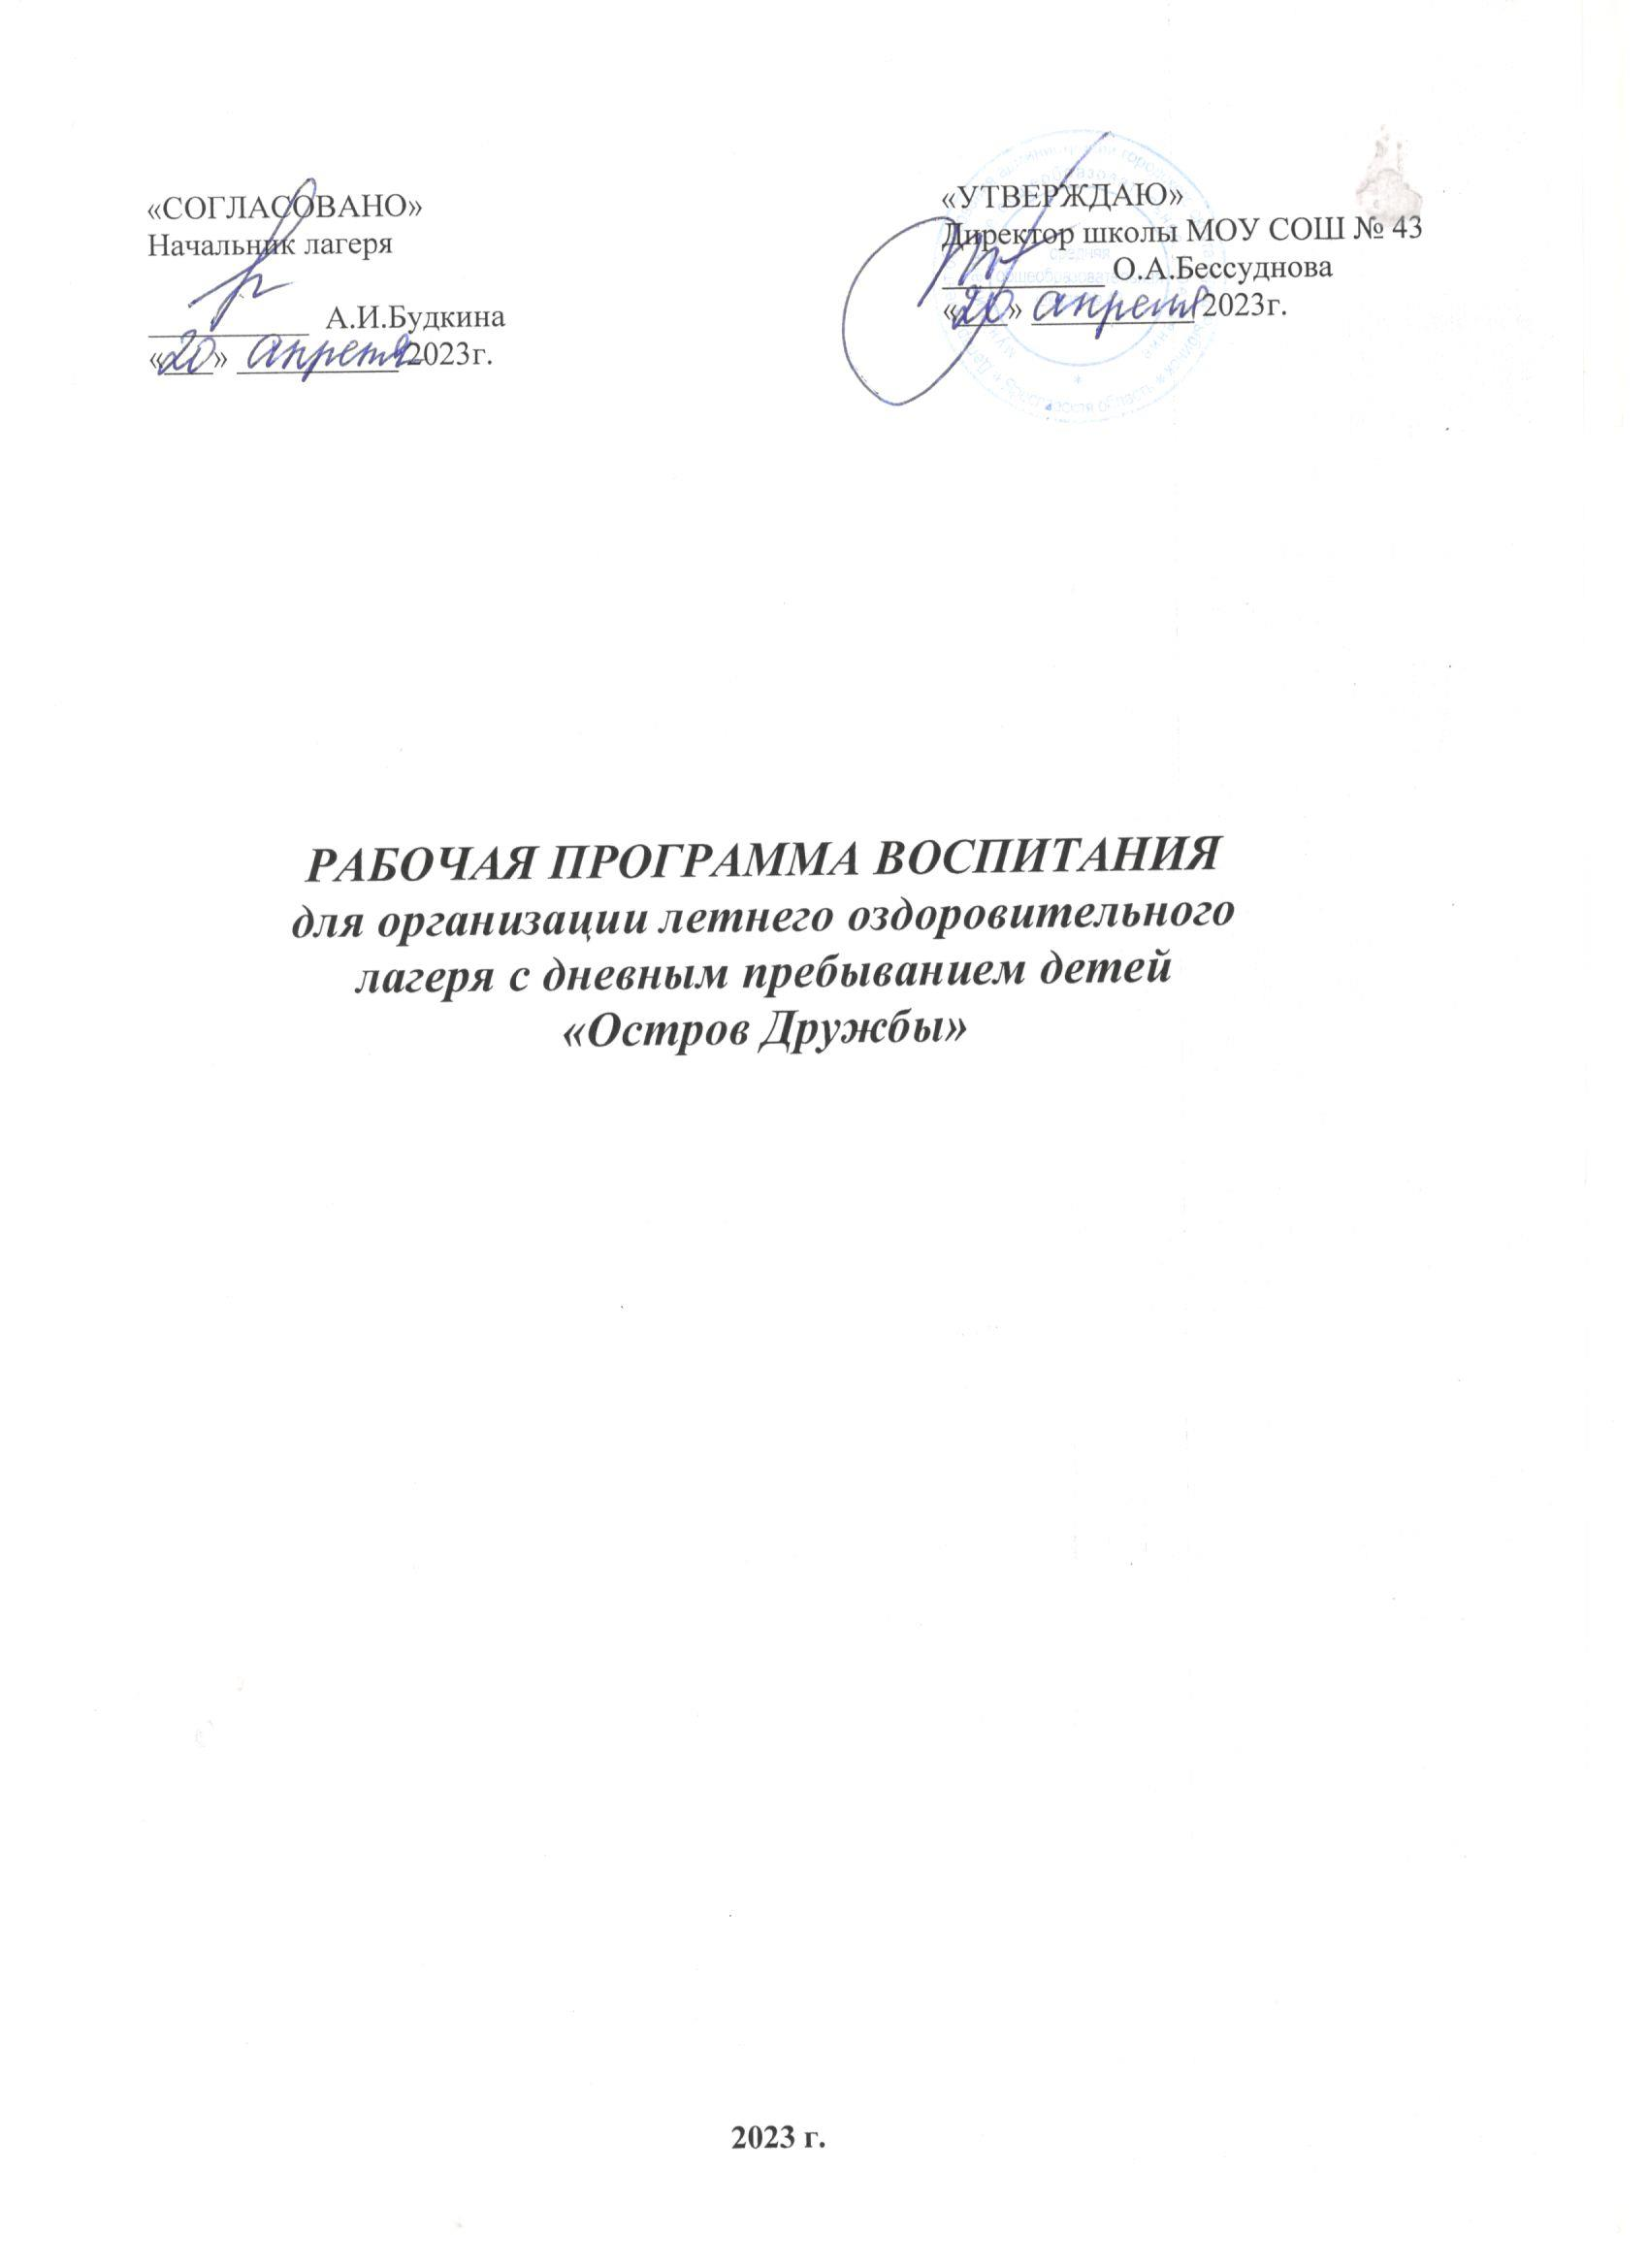 «СОГЛАСОВАНО»
Начальник лагеря
А.И.Будкина
«20» апреля 2023г.
«УТВЕРЖДАЮ»
Директор школы МОУ СОШ № 43
О.А.Бессуднова
«20» апреля 2023г.
средняя
РАБОЧАЯ ПРОГРАММА ВОСПИТАНИЯ
для организации летнего оздоровительного
лагеря с дневным пребыванием детей
«Остров Дружбы»
2023 г.